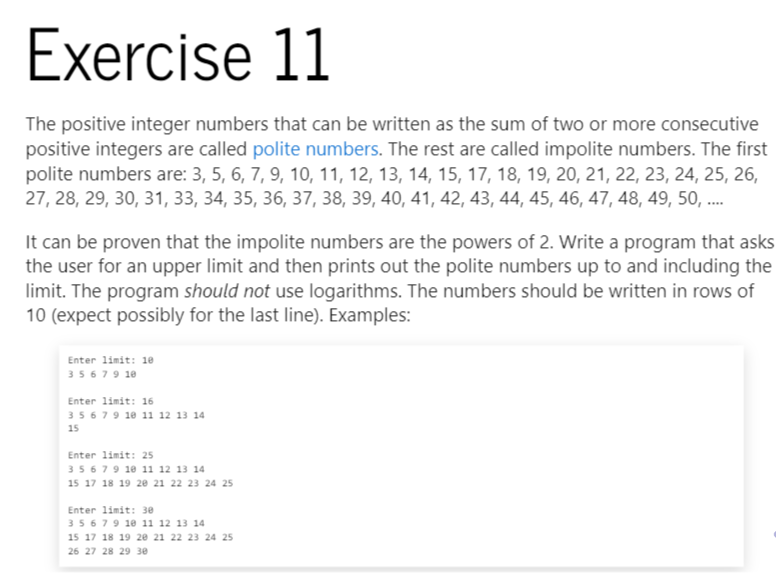 Exercise 11
The positive integer numbers that can be written as the sum of two or more consecutive
positive integers are called polite numbers. The rest are called impolite numbers. The first
polite numbers are: 3, 5, 6, 7, 9, 10, 11, 12, 13, 14, 15, 17, 18, 19, 20, 21, 22, 23, 24, 25, 26,
27, 28, 29, 30, 31, 33, 34, 35, 36, 37, 38, 39, 40, 41, 42, 43, 44, 45, 46, 47, 48, 49, 50, ....
It can be proven that the impolite numbers are the powers of 2. Write a program that asks
the user for an upper limit and then prints out the polite numbers up to and including the
limit. The program should not use logarithms. The numbers should be written in rows of
10 (expect possibly for the last line). Examples:
Enter limit: 10
3 5 6 7 9 10
Enter limit: 16
3 5 6 7 9 10 11 12 13 14
15
Enter limit: 25
3 5 6 7 9 10 11 12 13 14
15 17 18 19 20 21 22 23 24 25
Enter limit: 30
3 5 6 7 9 10 11 12 13 14
15 17 18 19 20 21 22 23 24 25
26 27 28 29 30